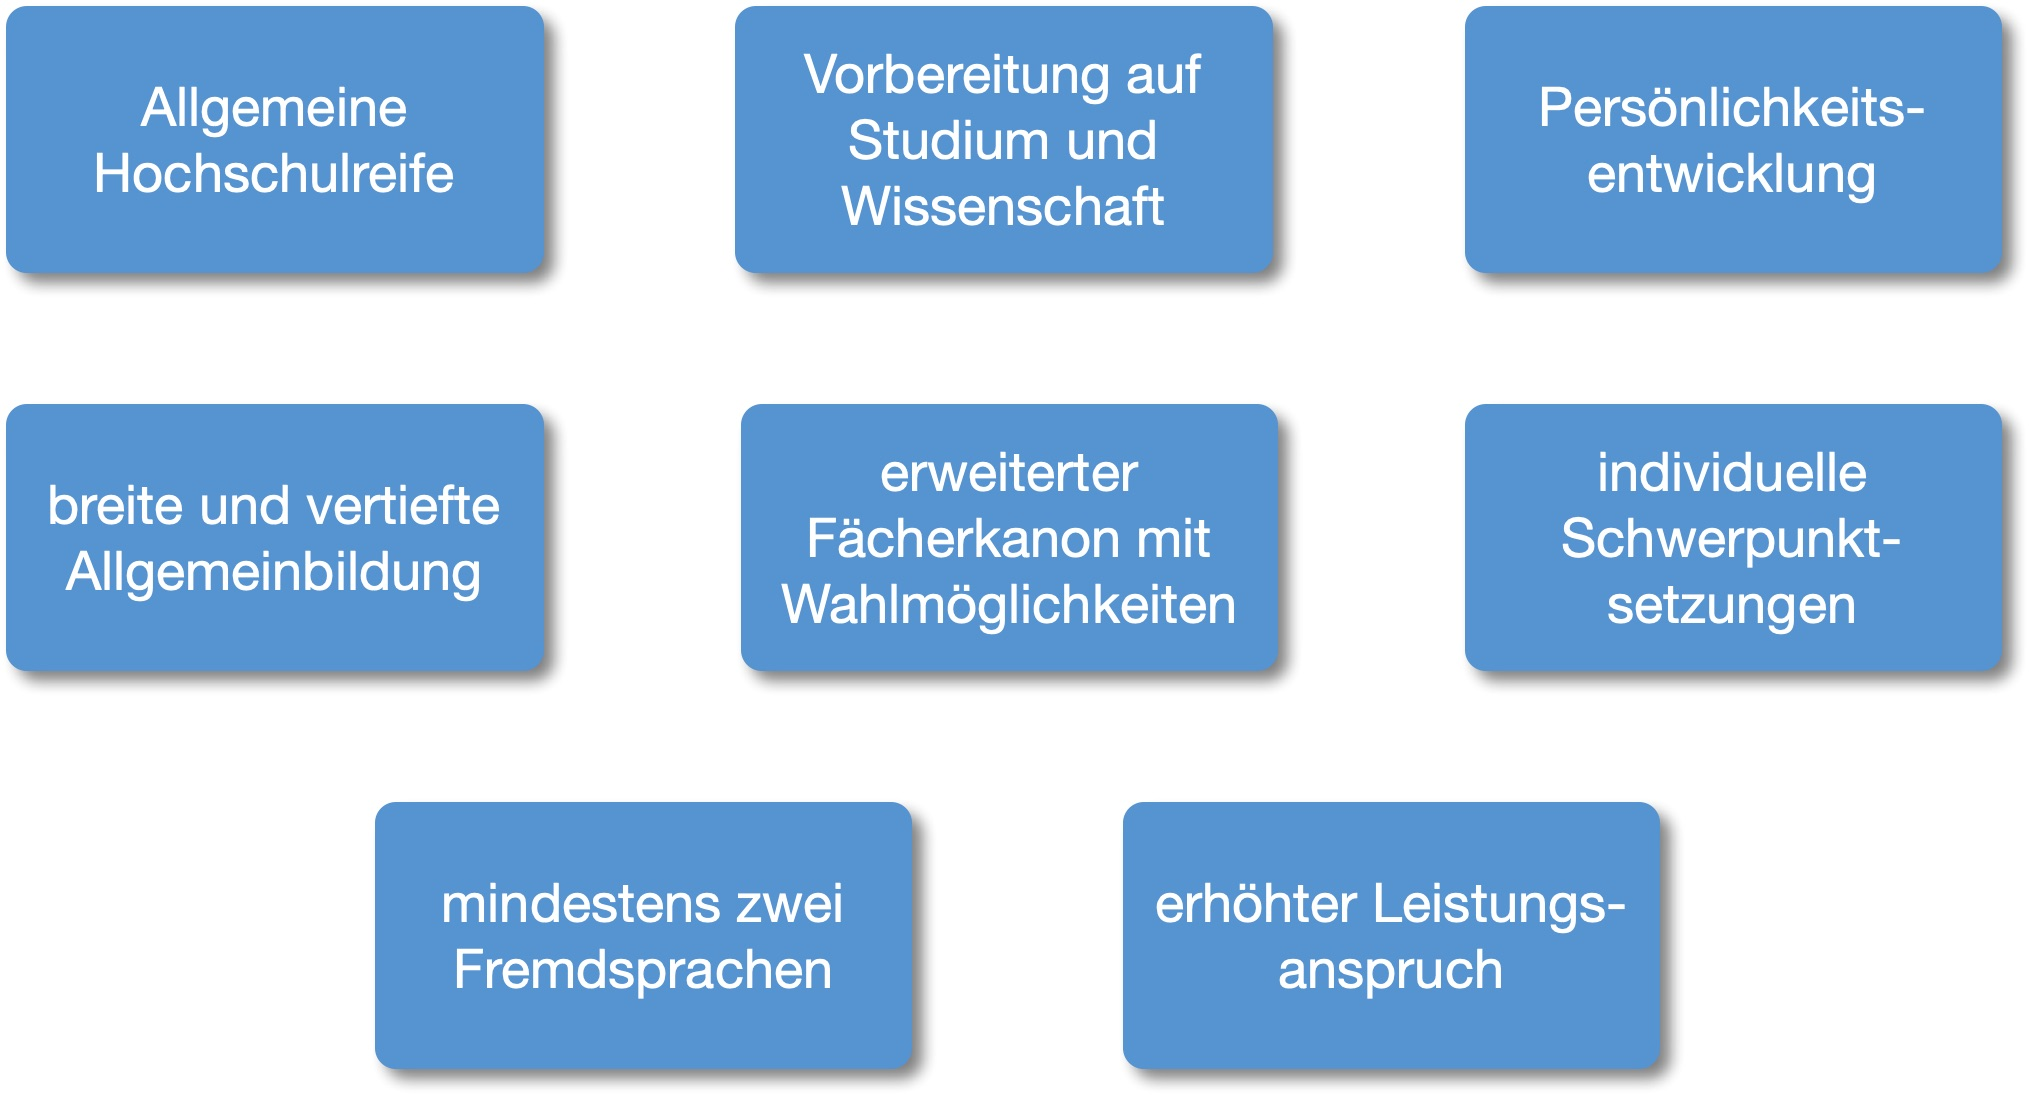 Allgemeine
Hochschulreife
Vorbereitung auf
Studium und
Wissenschaft
Persönlichkeits-
entwicklung
breite und vertiefte
Allgemeinbildung
erweiterter
Fächerkanon mit
Wahlmöglichkeiten
individuelle
Schwerpunkt-
setzungen
mindestens zwei
Fremdsprachen
erhöhter Leistungs-
anspruch